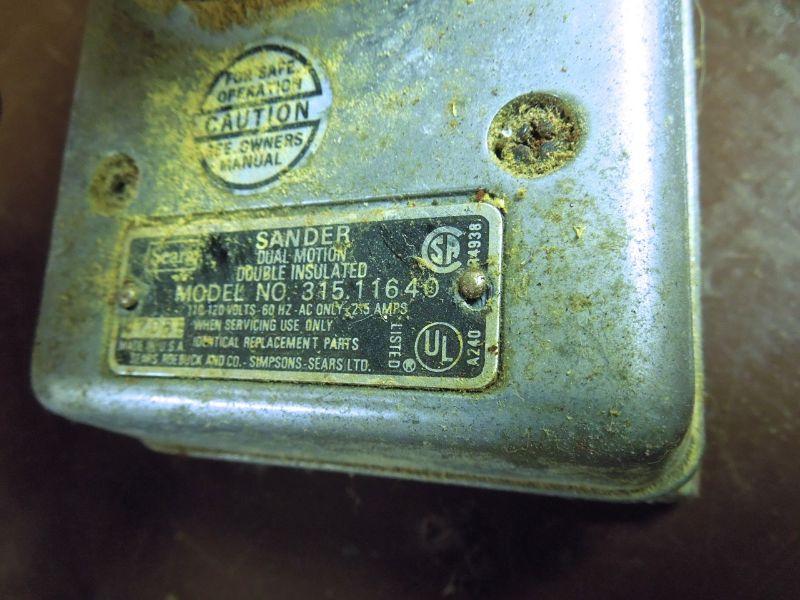 FOR SAFE
OPERATION
CAUTION
SEE OWNERS
MANUAL
Sears
SANDER
DUAL MOTION
DOUBLE INSULATED
MODEL NO. 315.11640
110-120 VOLTS-60 HZ-AC ONLY-2.5 AMPS
WHEN SERVICING USE ONLY
IDENTICAL REPLACEMENT PARTS
MADE IN U.S.A.
SEARS, ROEBUCK AND CO. - SIMPSONS-SEARS LTD.
SA
4938
LISTED
UL
®
A240